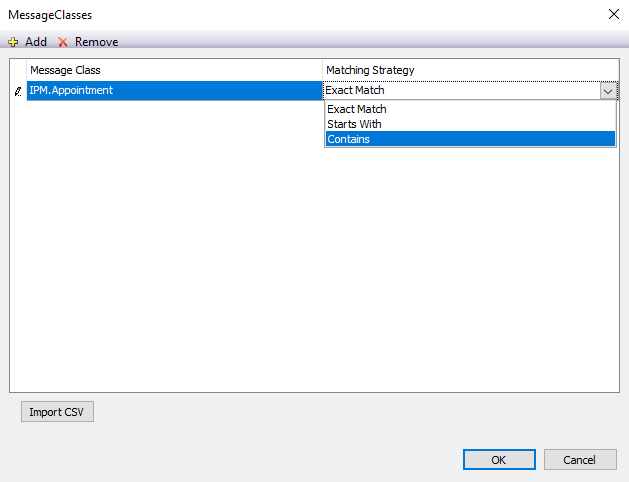 MessageClasses
Add Remove
Message Class Matching Strategy
IPM.Appointment Exact Match
Exact Match
Starts With
Contains
Import CSV
OK Cancel